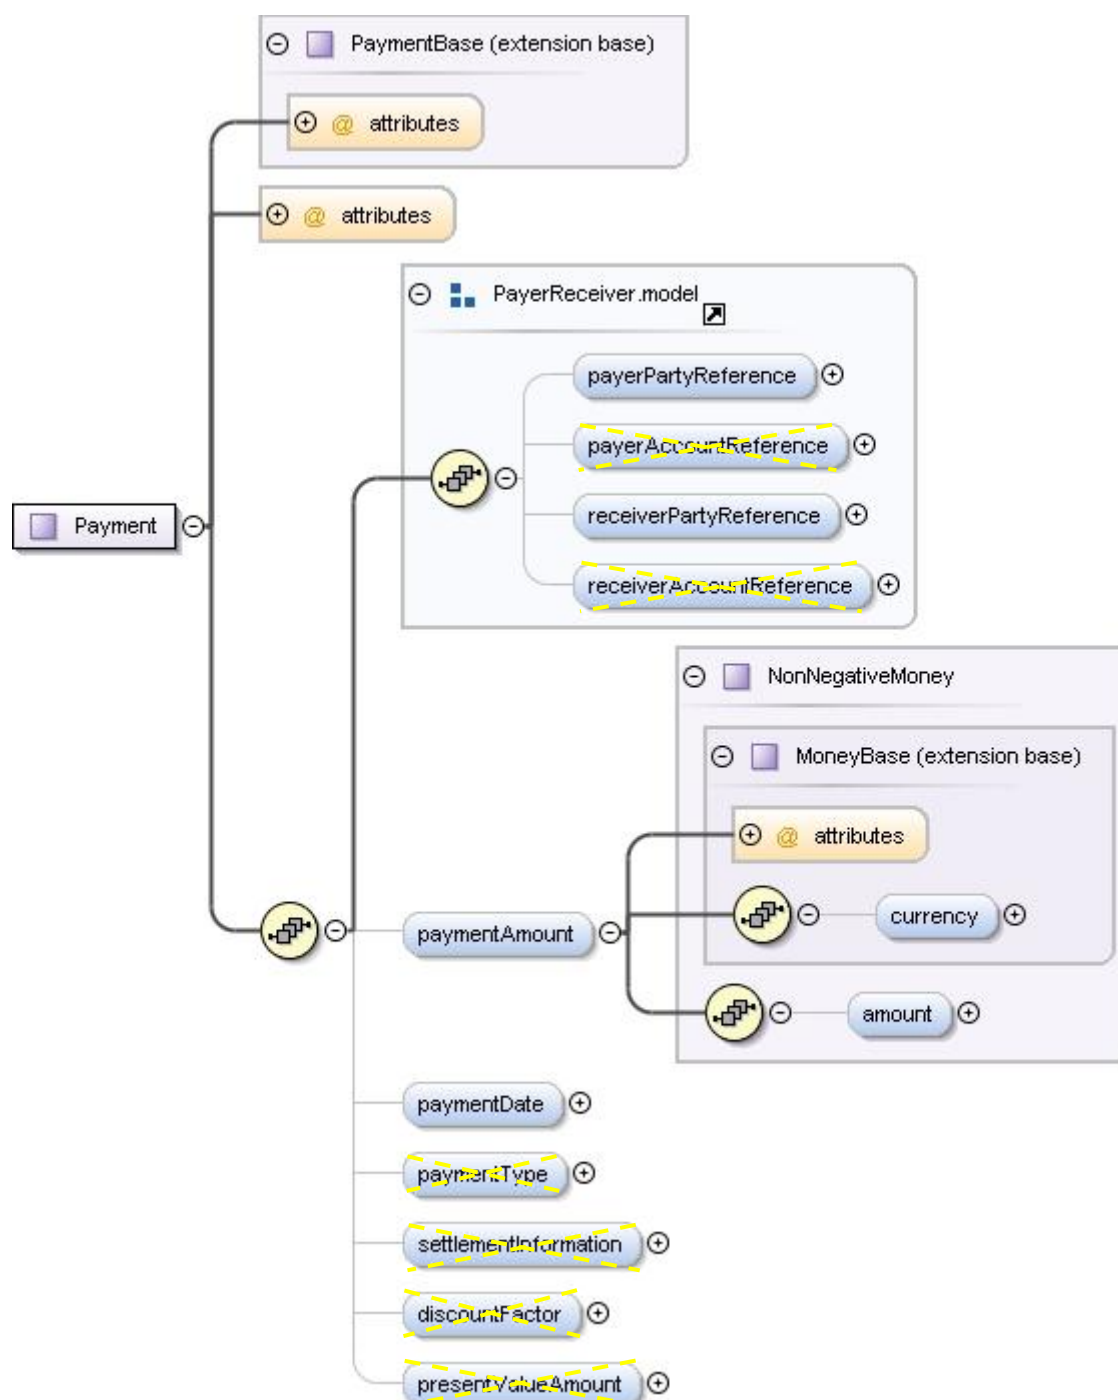 PaymentBase (extension base)
@ attributes
@ attributes
PayerReceiver.model
payerPartyReference
payerAccountReference
receiverPartyReference
receiverAccountReference
Payment
NonNegativeMoney
MoneyBase (extension base)
@ attributes
currency
paymentAmount
amount
paymentDate
paymentType
settlementInformation
discountFactor
presentValueAmount